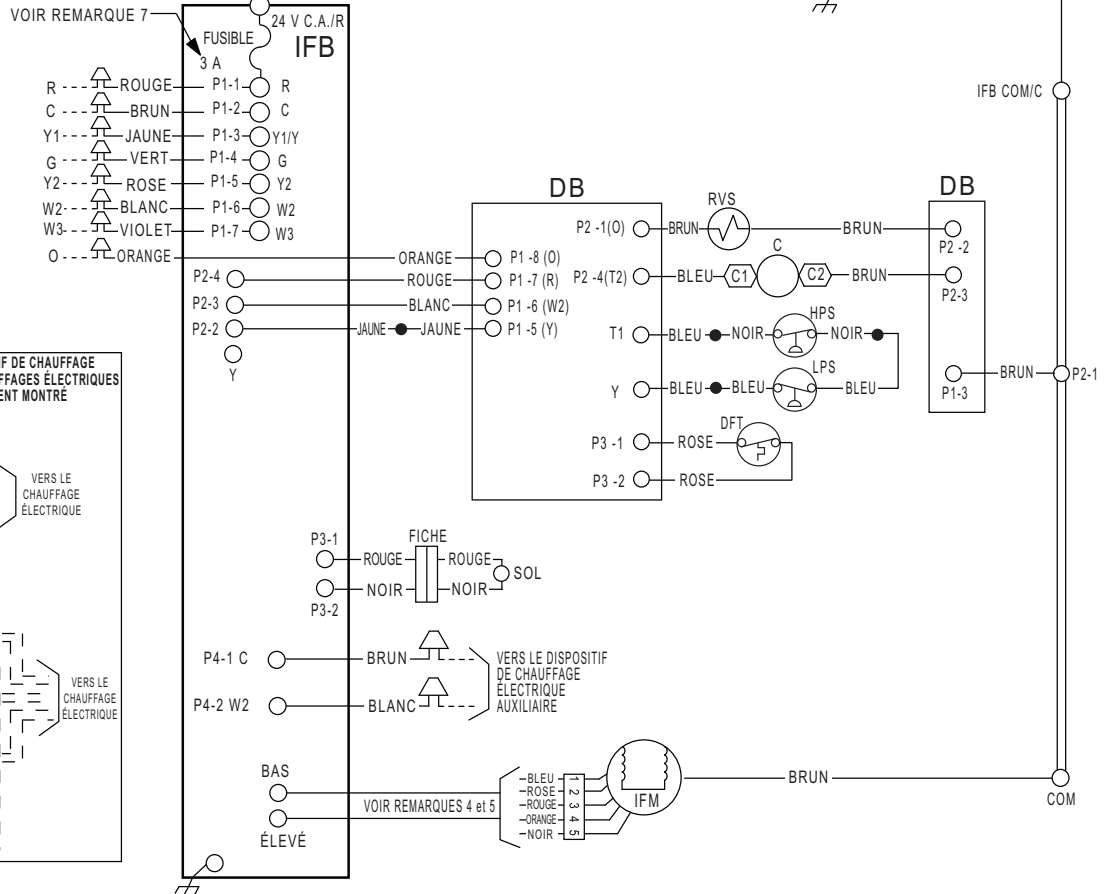 VOIR REMARQUE 7
24 V C.A./R
FUSIBLE
IFB
3 A
R ROUGE P1-1 R
C BRUN P1-2 C
Y1 JAUNE P1-3 Y1/Y
G VERT P1-4 G
Y2 ROSE P1-5 Y2
W2 BLANC P1-6 W2
W3 VIOLET P1-7 W3
O ORANGE ORANGE P1 -8 (O)
P2-4 ROUGE P1 -7 (R)
P2-3 BLANC P1 -6 (W2)
P2-2 JAUNE JAUNE P1 -5 (Y)
Y
DB
P2 -1(O) BRUN RVS BRUN
P2 -4(T2) BLEU C1 C C2 BRUN
T1 BLEU NOIR HPS NOIR
Y BLEU BLEU LPS BLEU
P3 -1 ROSE DFT
P3 -2 ROSE
DB
P2 -2
P2-3
P1-3
BRUN P2-1
IFB COM/C
IF DE CHAUFFAGE
FFAGES ÉLECTRIQUES
ENT MONTRÉ
VERS LE
CHAUFFAGE
ÉLECTRIQUE
VERS LE
CHAUFFAGE
ÉLECTRIQUE
P3-1 ROUGE FICHE ROUGE
SOL
P3-2 NOIR NOIR
P4-1 C BRUN
P4-2 W2 BLANC
VERS LE DISPOSITIF
DE CHAUFFAGE
ÉLECTRIQUE
AUXILIAIRE
BAS
VOIR REMARQUES 4 et 5
ÉLEVÉ
BLEU 1
ROSE 2
ROUGE 3
ORANGE 4
NOIR 5
IFM
BRUN
COM